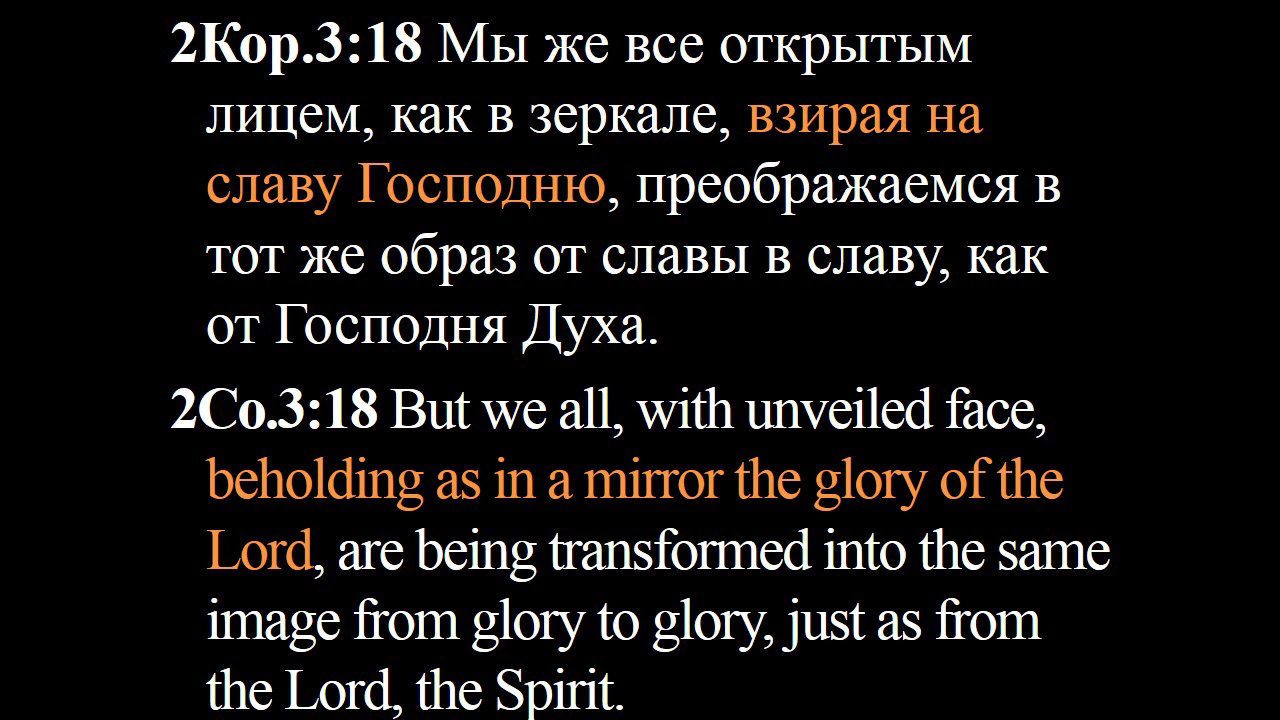 2Кор.3:18 Мы же все открытым
лицем, как в зеркале, взирая на
славу Господню, преображаемся в
тот же образ от славы в славу, как
от Господня Духа.
2Co.3:18 But we all, with unveiled face,
beholding as in a mirror the glory of the
Lord, are being transformed into the same
image from glory to glory, just as from
the Lord, the Spirit.